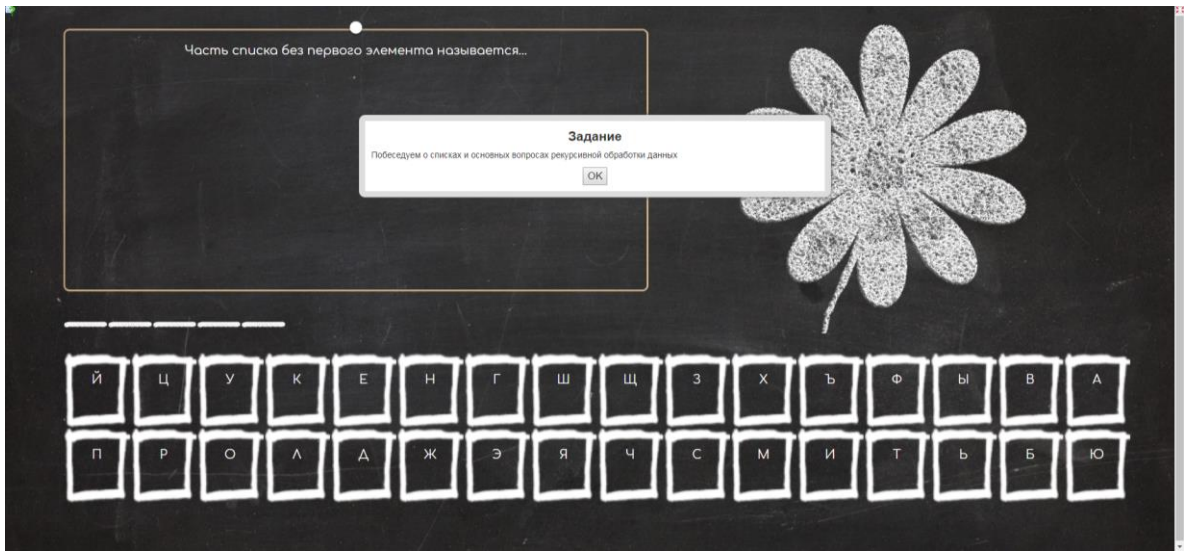 Часть списка без первого элемента называется...
Задание
Побеседуем о списках и основных вопросах рекурсивной обработки данных
OK
Й Ц У К Е Н Г Ш Щ З Х Ъ Ф Ы В А
П Р О Л Д Ж Э Я Ч С М И Т Ь Б Ю